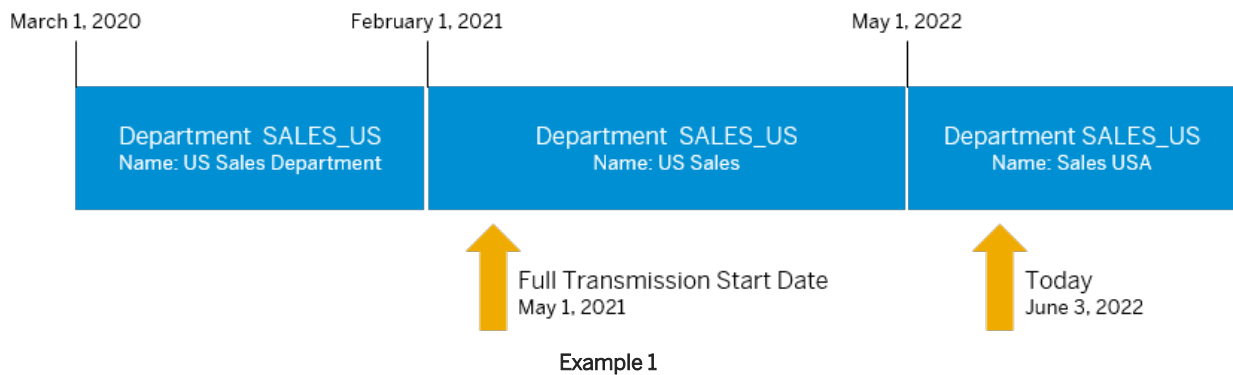 March 1, 2020
February 1, 2021
May 1, 2022
Department SALES_US
Name: US Sales Department
Department SALES_US
Name: US Sales
Department SALES_US
Name: Sales USA
Full Transmission Start Date
May 1, 2021
Today
June 3, 2022
Example 1